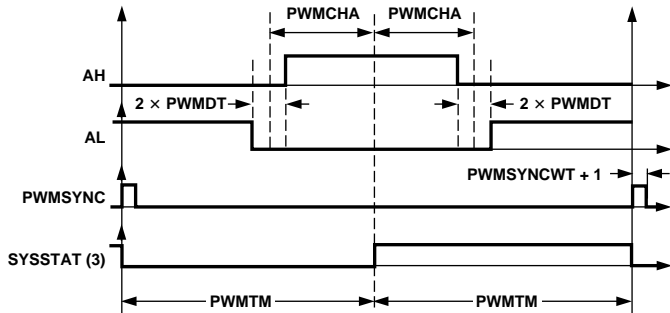 PWMCHA PWMCHA
AH
2 × PWMDT 2 × PWMDT
AL
PWMSYNCWT + 1
PWMSYNC
SYSSTAT (3)
PWMTM PWMTM